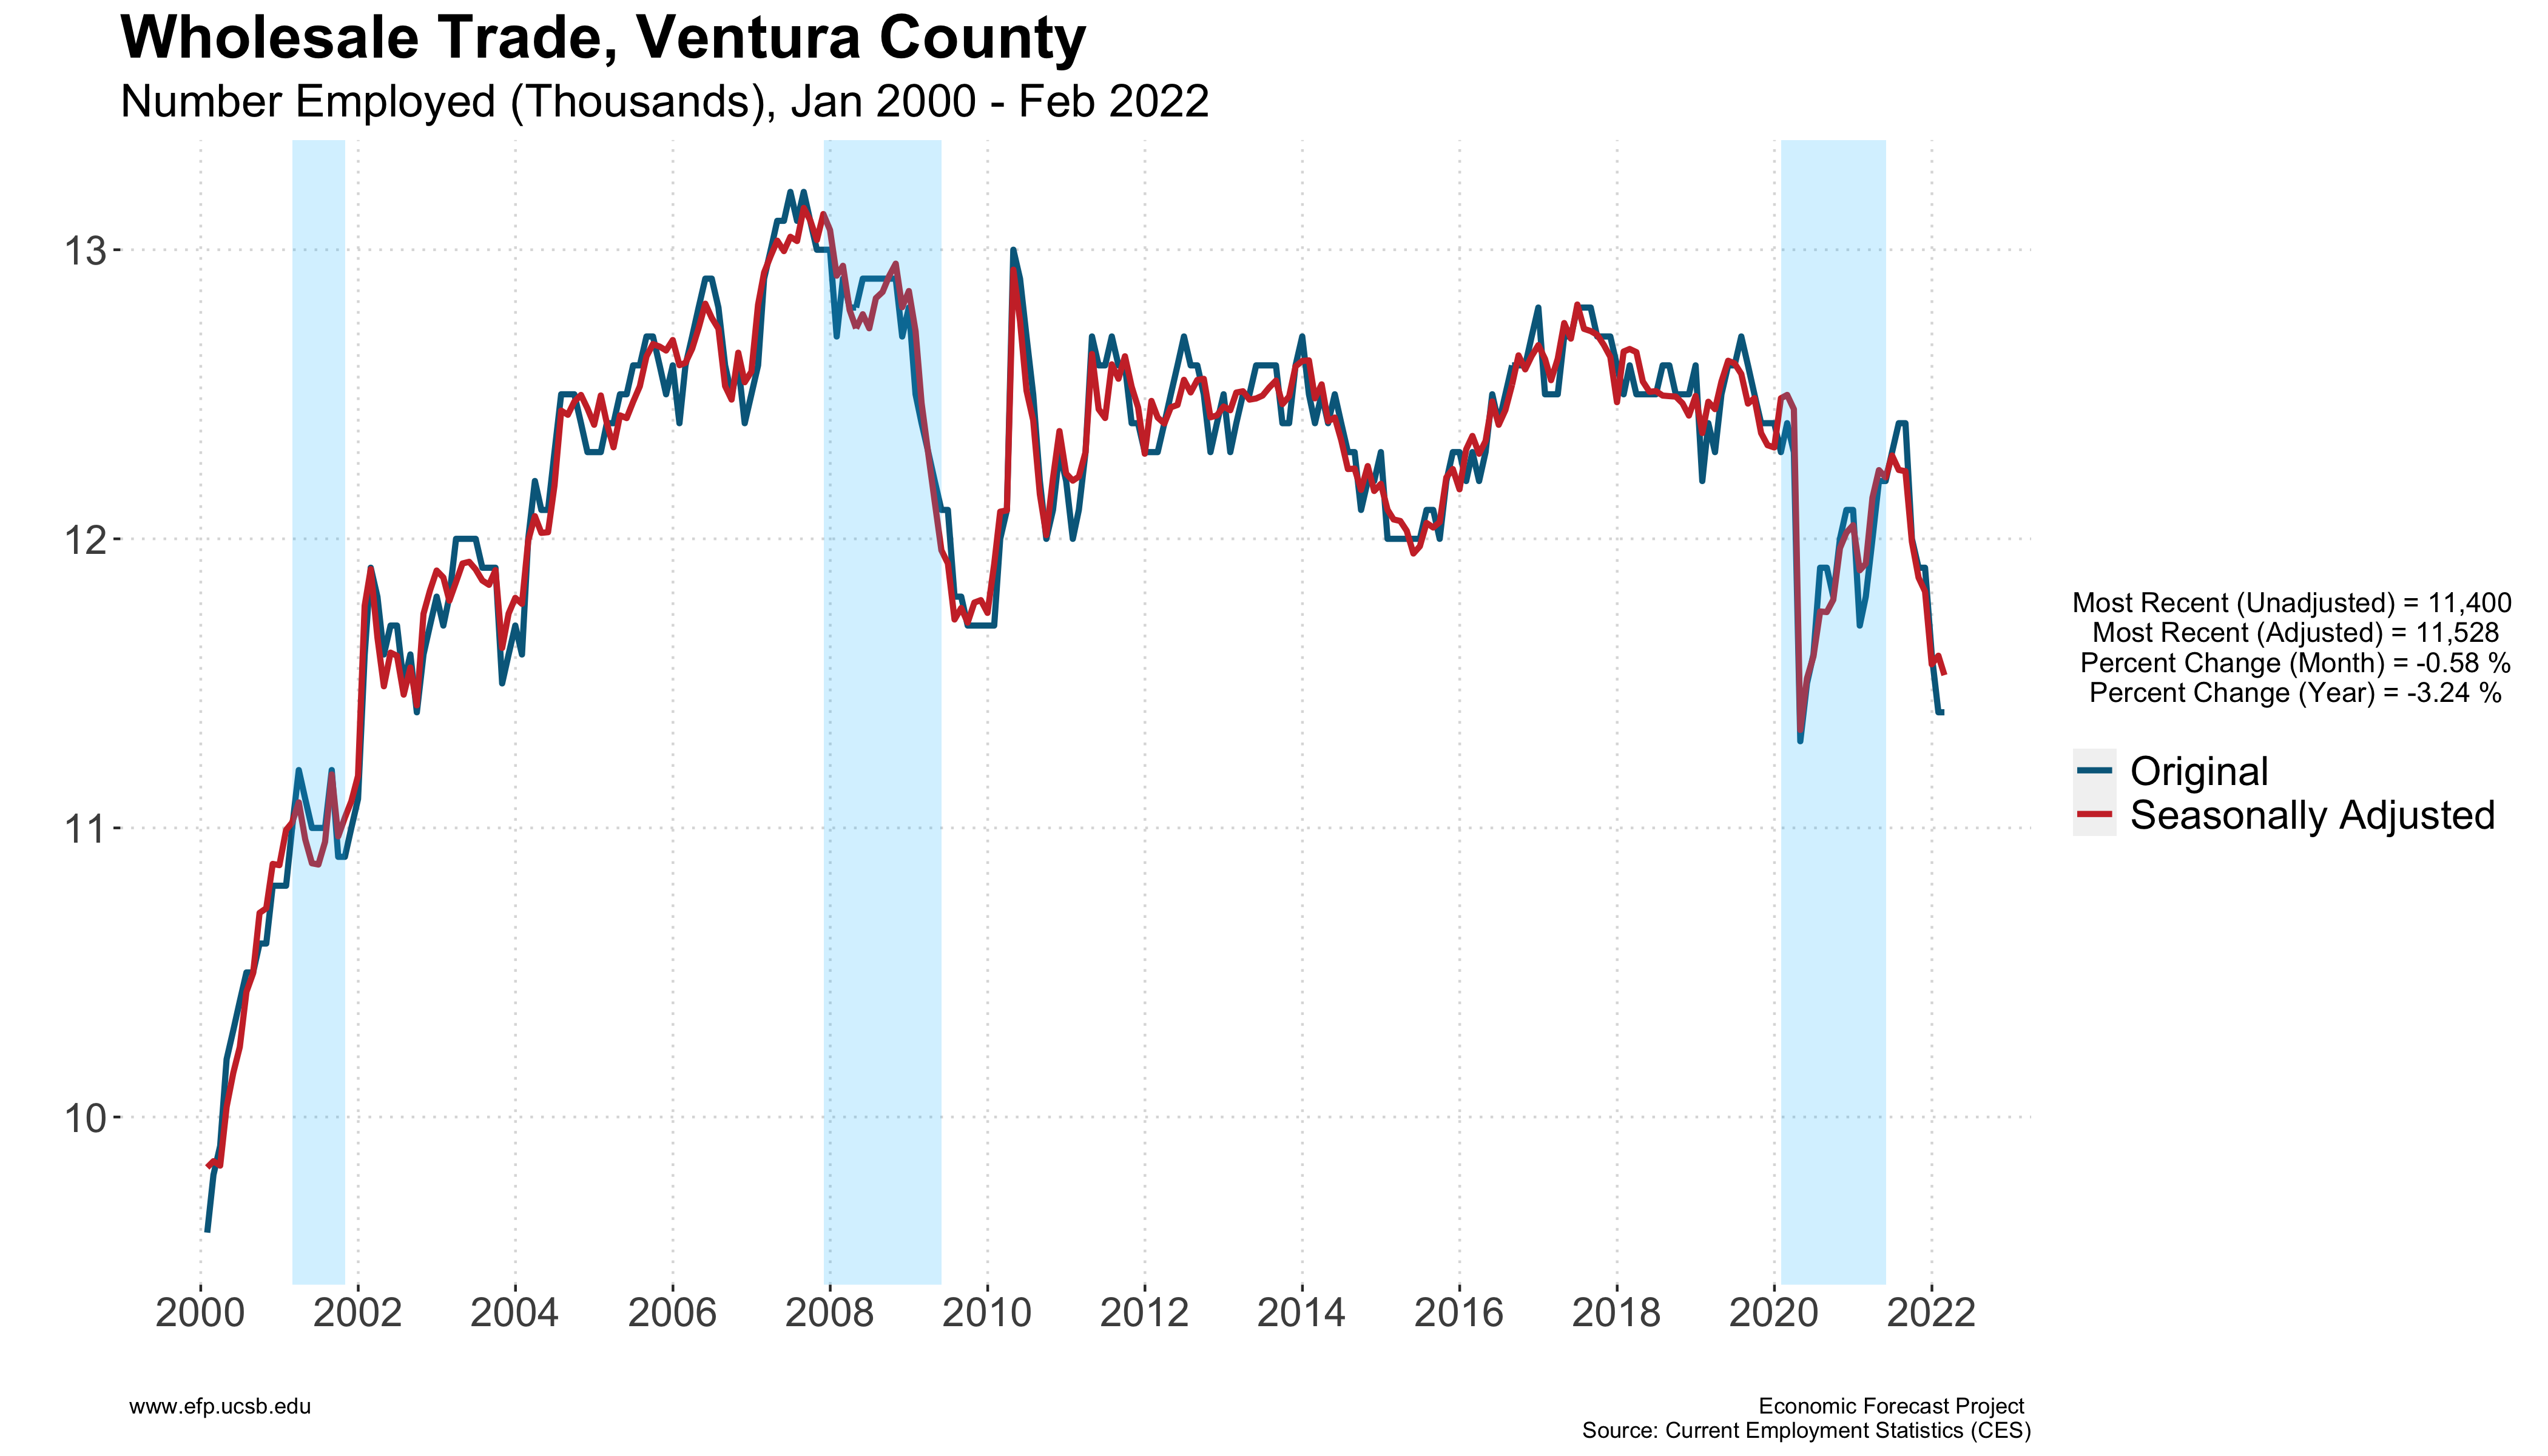 Wholesale Trade, Ventura County
Number Employed (Thousands), Jan 2000 - Feb 2022
13
12
11
10
2000 2002 2004 2006 2008 2010 2012 2014 2016 2018 2020 2022
Most Recent (Unadjusted) = 11,400
Most Recent (Adjusted) = 11,528
Percent Change (Month) = -0.58 %
Percent Change (Year) = -3.24 %
Original
Seasonally Adjusted
www.efp.ucsb.edu
Economic Forecast Project
Source: Current Employment Statistics (CES)